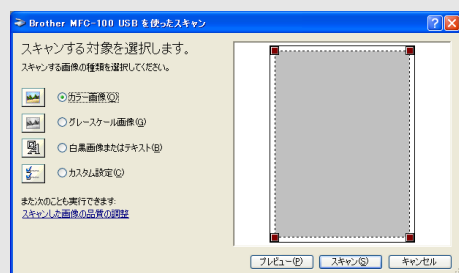 Brother MFC-100 USB を使ったスキャン
スキャンする対象を選択します。
スキャンする画像の種類を選択してください。
カラー画像(O)
グレースケール画像(G)
白黒画像またはテキスト(B)
カスタム設定(C)
また次のことも実行できます:
スキャンした画像の品質の調整
プレビュー(P) スキャン(S) キャンセル